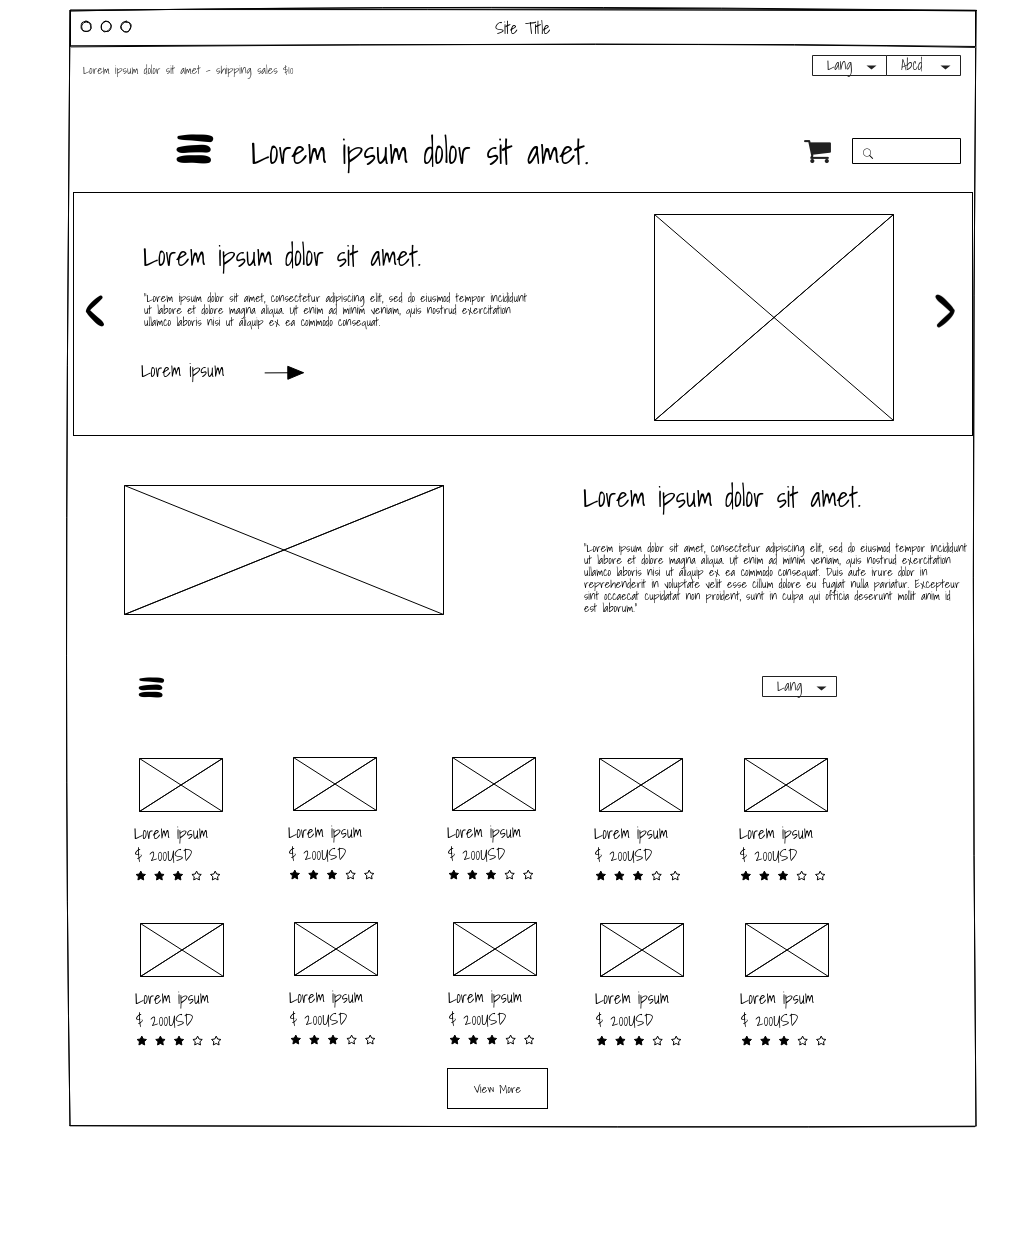 Site Title
Lorem ipsum dolor sit amet - shipping sales $10
Lang
Abcd
Lorem ipsum dolor sit amet.
Lorem ipsum dolor sit amet.
"Lorem ipsum dolor sit amet, consectetur adipiscing elit, sed do eiusmod tempor incididunt
ut labore et dolore magna aliqua. Ut enim ad minim veniam, quis nostrud exercitation
ullamco laboris nisi ut aliquip ex ea commodo consequat.
Lorem ipsum
Lorem ipsum dolor sit amet.
"Lorem ipsum dolor sit amet, consectetur adipiscing elit, sed do eiusmod tempor incididunt
ut labore et dolore magna aliqua. Ut enim ad minim veniam, quis nostrud exercitation
ullamco laboris nisi ut aliquip ex ea commodo consequat. Duis aute irure dolor in
reprehenderit in voluptate velit esse cillum dolore eu fugiat nulla pariatur. Excepteur
sint occaecat cupidatat non proident, sunt in culpa qui officia deserunt mollit anim id
est laborum."
Lang
Lorem ipsum
$ 200USD
Lorem ipsum
$ 200USD
Lorem ipsum
$ 200USD
Lorem ipsum
$ 200USD
Lorem ipsum
$ 200USD
Lorem ipsum
$ 200USD
Lorem ipsum
$ 200USD
Lorem ipsum
$ 200USD
Lorem ipsum
$ 200USD
Lorem ipsum
$ 200USD
View More